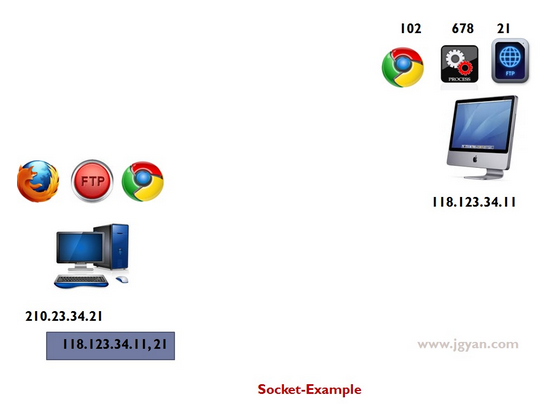 102 678 21
PROCESS
FTP
FTP
118.123.34.11
210.23.34.21
118.123.34.11, 21
www.jgyan.com
Socket-Example